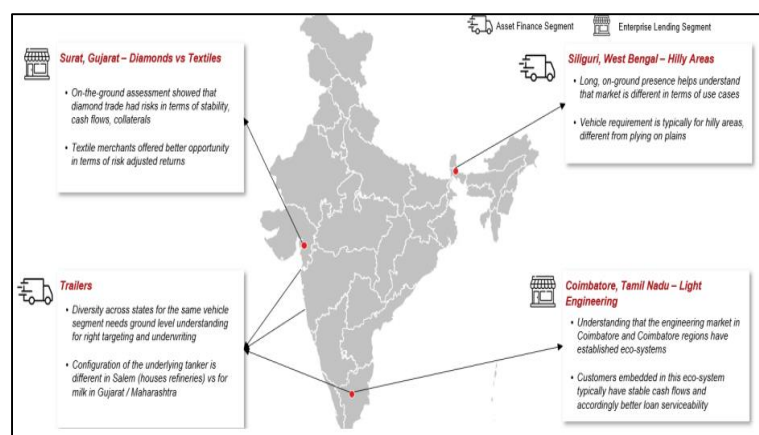 Asset Finance Segment
Enterprise Lending Segment
Surat, Gujarat – Diamonds vs Textiles
• On-the-ground assessment showed that
diamond trade had risks in terms of stability,
cash flows, collaterals
• Textile merchants offered better opportunity
in terms of risk adjusted returns
Siliguri, West Bengal – Hilly Areas
• Long, on-ground presence helps understand
that market is different in terms of use cases
• Vehicle requirement is typically for hilly areas,
different from plying on plains
Trailers
• Diversity across states for the same vehicle
segment needs ground level understanding
for right targeting and underwriting
• Configuration of the underlying tanker is
different in Salem (houses refineries) vs for
milk in Gujarat / Maharashtra
Coimbatore, Tamil Nadu – Light
Engineering
• Understanding that the engineering market in
Coimbatore and Coimbatore regions have
established eco-systems
• Customers embedded in this eco-system
typically have stable cash flows and
accordingly better loan serviceability